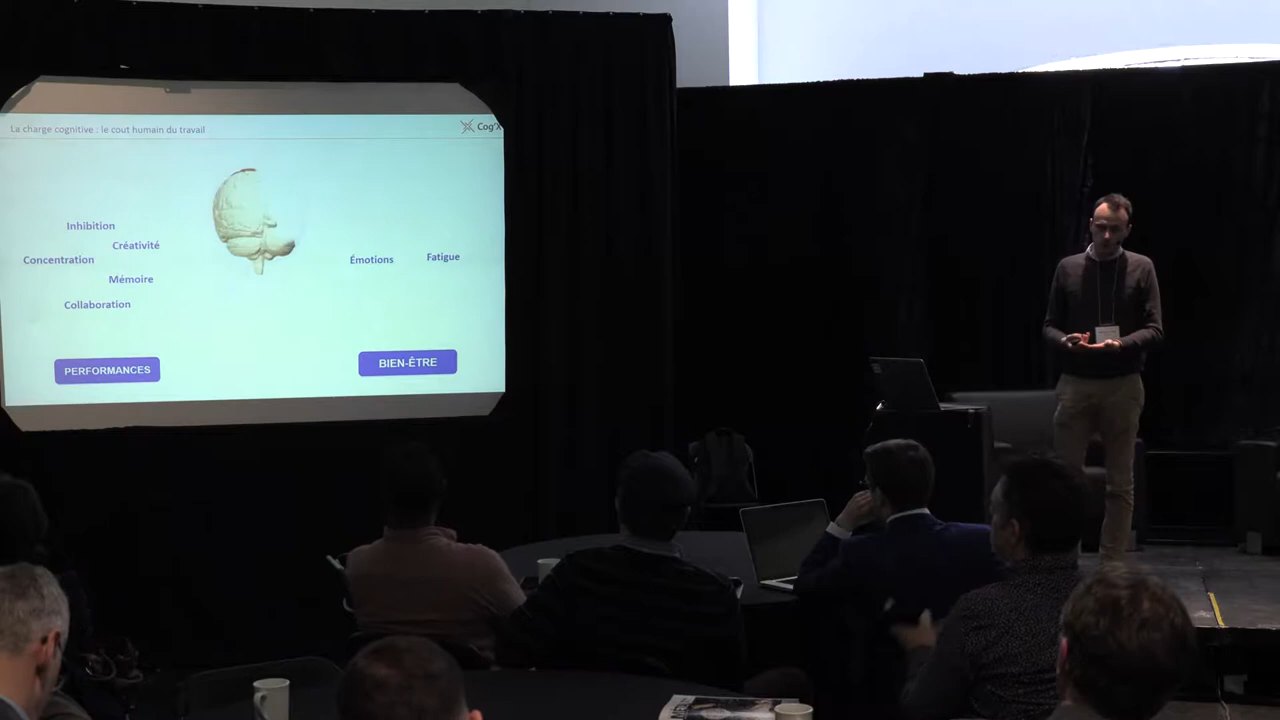 La charge cognitive : le cout humain du travail
Cog'X
Inhibition
Créativité
Concentration
Mémoire
Collaboration
Émotions
Fatigue
PERFORMANCES
BIEN-ÊTRE